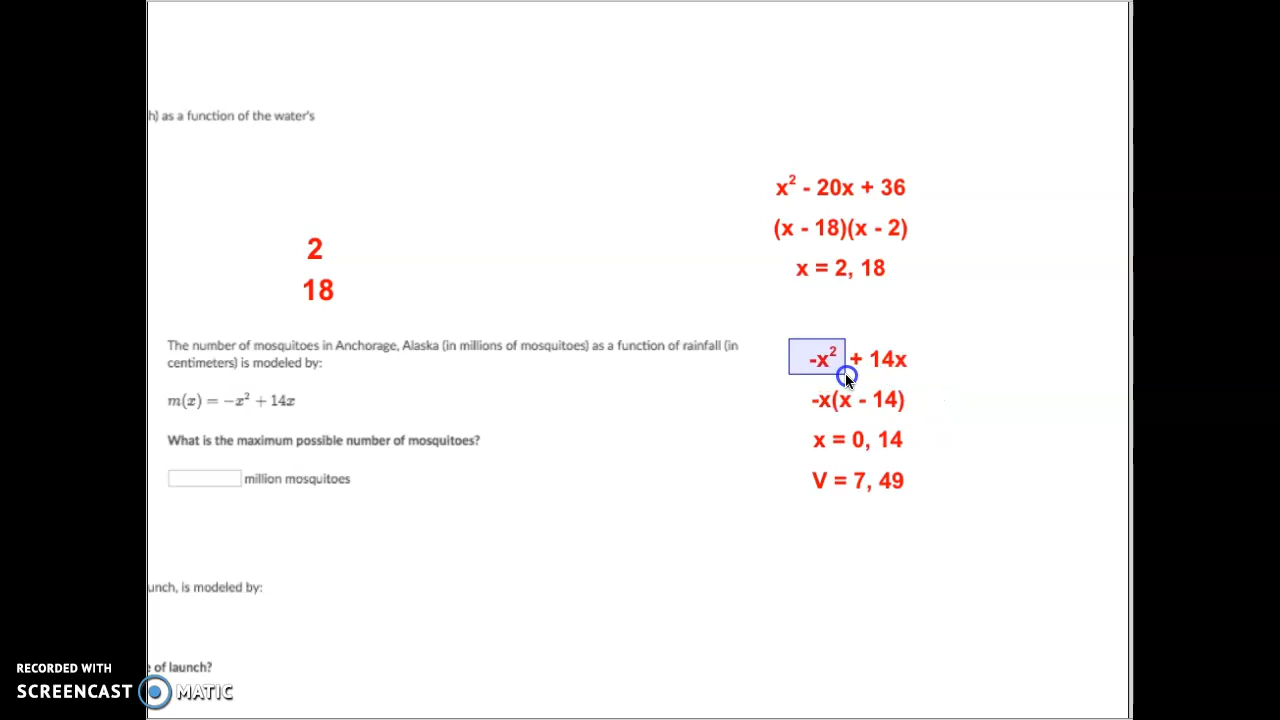 h) as a function of the water's
x² - 20x + 36
(x - 18)(x - 2)
x = 2, 18
2
18
The number of mosquitoes in Anchorage, Alaska (in millions of mosquitoes) as a function of rainfall (in
centimeters) is modeled by:
m(x) = −x² + 14x
What is the maximum possible number of mosquitoes?
million mosquitoes
-x² + 14x
-x(x - 14)
x = 0, 14
V = 7, 49
unch, is modeled by:
e of launch?
RECORDED WITH
SCREENCAST MATIC